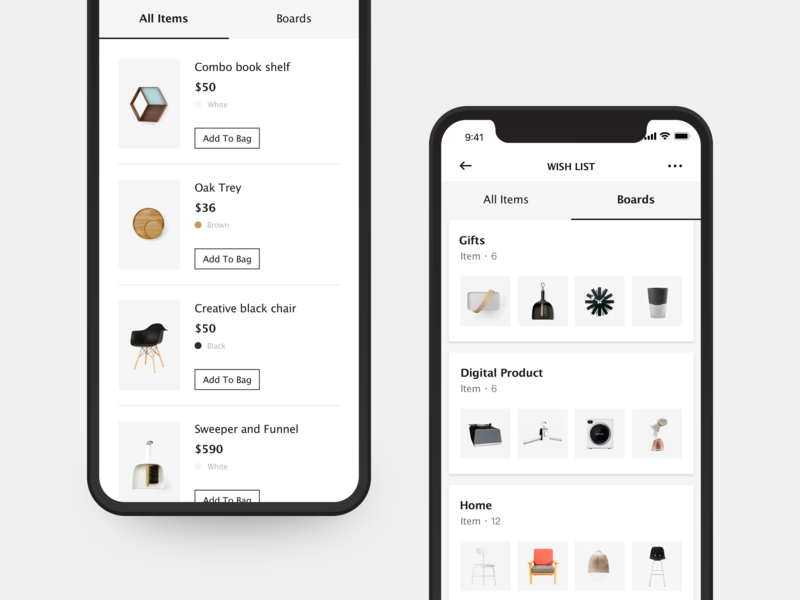 All Items
Boards
Combo book shelf
$50
White
Add To Bag
Oak Trey
$36
Brown
Add To Bag
Creative black chair
$50
Black
Add To Bag
Sweeper and Funnel
$590
White
Add To Bag
9:41
WISH LIST
All Items
Boards
Gifts
Item · 6
Digital Product
Item · 6
Home
Item · 12